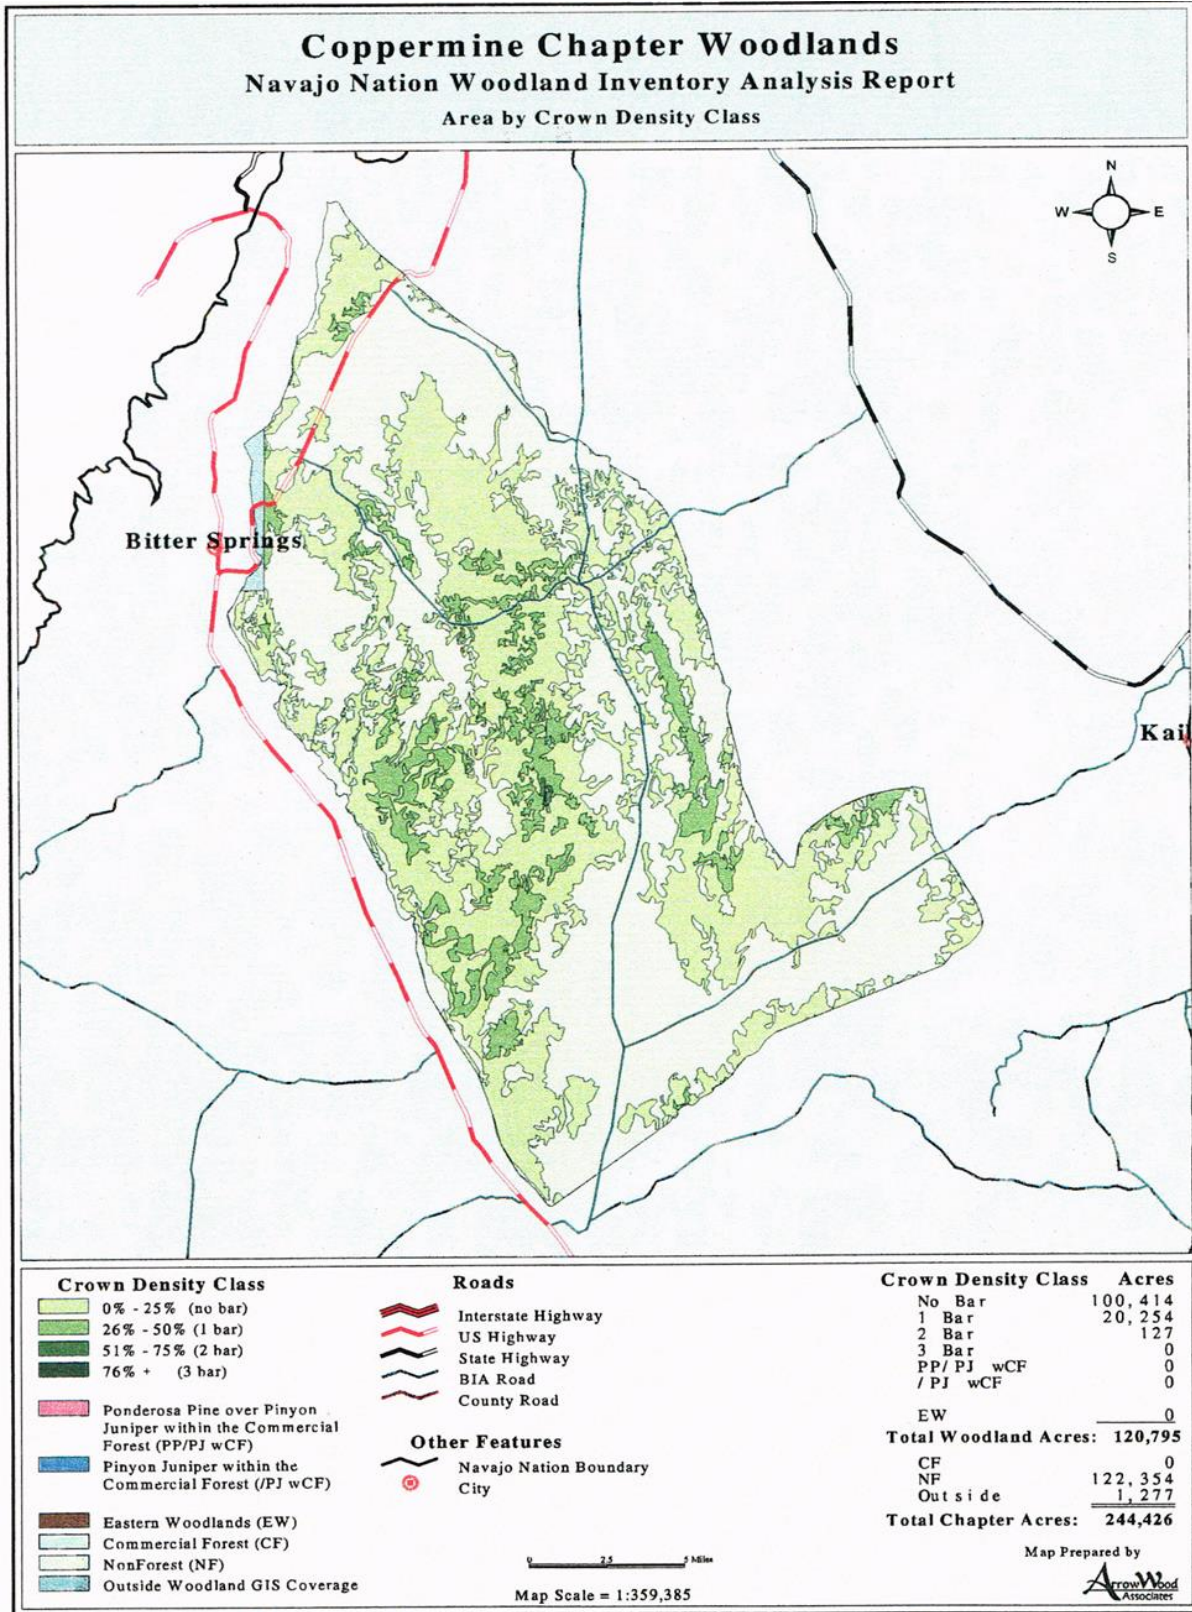 Coppermine Chapter Woodlands
Navajo Nation Woodland Inventory Analysis Report
Area by Crown Density Class
N
W E
S
Bitter Springs
Kai
Crown Density Class
0% - 25% (no bar)
26% - 50% (1 bar)
51% - 75% (2 bar)
76% + (3 bar)
Ponderosa Pine over Pinyon
Juniper within the Commercial
Forest (PP/PJ wCF)
Pinyon Juniper within the
Commercial Forest (/PJ wCF)
Eastern Woodlands (EW)
Commercial Forest (CF)
NonForest (NF)
Outside Woodland GIS Coverage
Roads
Interstate Highway
US Highway
State Highway
BIA Road
County Road
Other Features
Navajo Nation Boundary
City
0 2.5 5 Miles
Map Scale = 1:359,385
Crown Density Class Acres
No Bar 100,414
1 Bar 20,254
2 Bar 127
3 Bar 0
PP/PJ wCF 0
/PJ wCF 0
EW 0
Total Woodland Acres: 120,795
CF 0
NF 122,354
Outside 1,277
Total Chapter Acres: 244,426
Map Prepared by
ArrowWood
Associates